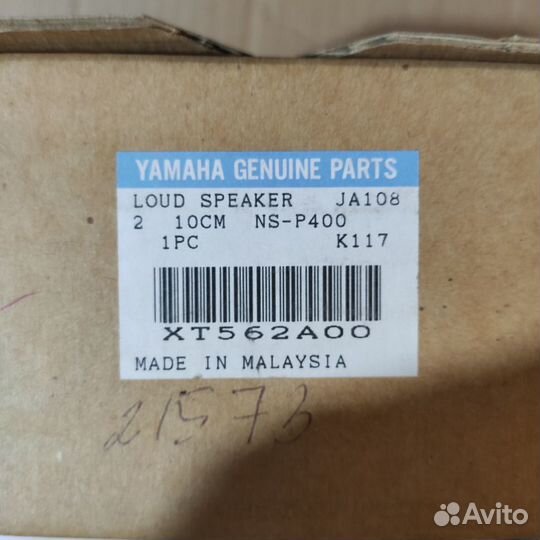 YAMAHA GENUINE PARTS
LOUD SPEAKER JA108
2 10CM NS-P400
1PC K117
XT562A00
MADE IN MALAYSIA
21573
Avito